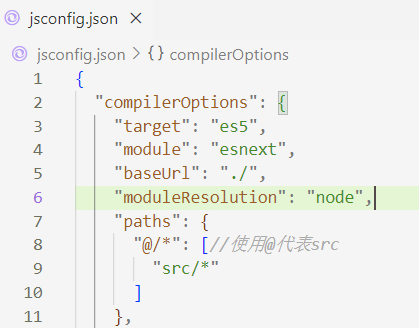 jsconfig.json ×
jsconfig.json > {} compilerOptions
1 {
2 "compilerOptions": {
3 "target": "es5",
4 "module": "esnext",
5 "baseUrl": "./",
6 "moduleResolution": "node",
7 "paths": {
8 "@/*": [//使用@代表src
9 "src/*"
10 ]
11 },